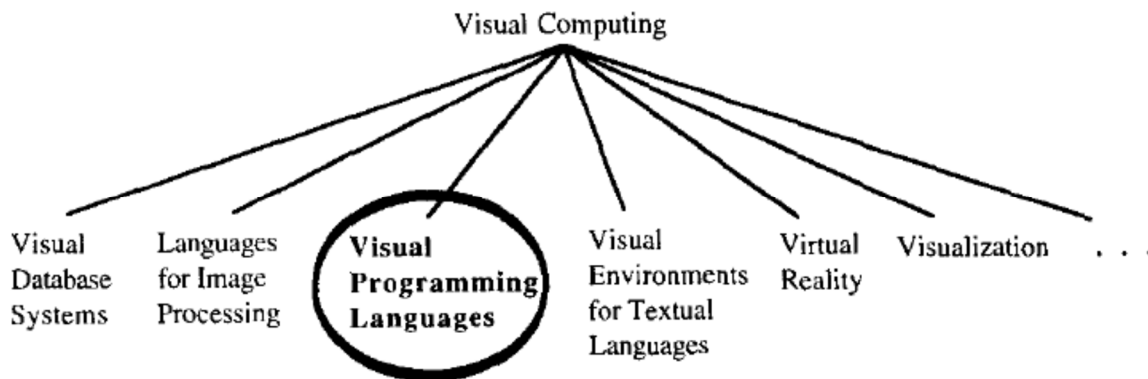 Visual Computing
Visual
Database
Systems
Languages
for Image
Processing
Visual
Programming
Languages
Visual
Environments
for Textual
Languages
Virtual
Reality
Visualization
. . .